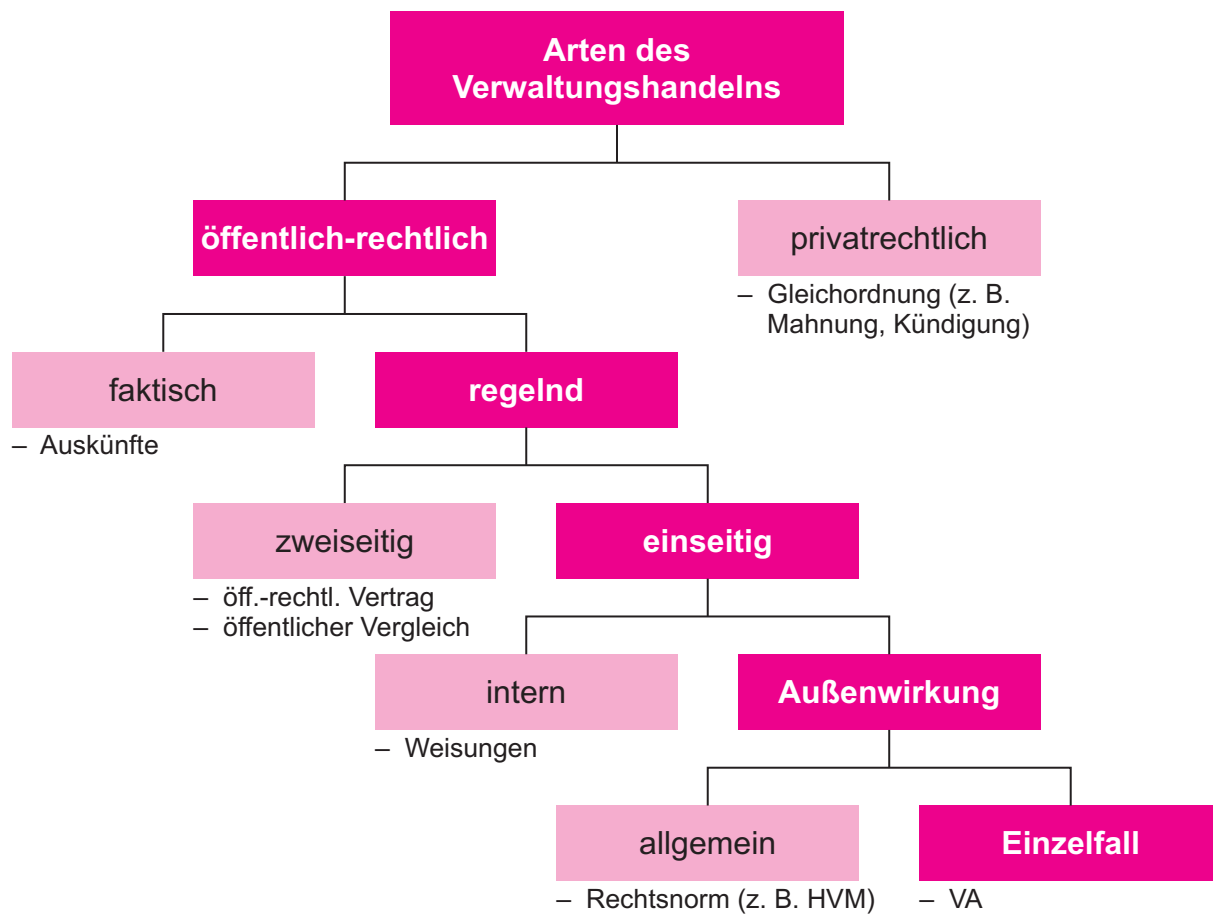 Arten des
Verwaltungshandelns
öffentlich-rechtlich
privatrechtlich
– Gleichordnung (z. B.
Mahnung, Kündigung)
faktisch
regelnd
– Auskünfte
zweiseitig
einseitig
– öff.-rechtl. Vertrag
– öffentlicher Vergleich
intern
Außenwirkung
– Weisungen
allgemein
Einzelfall
– Rechtsnorm (z. B. HVM)
– VA